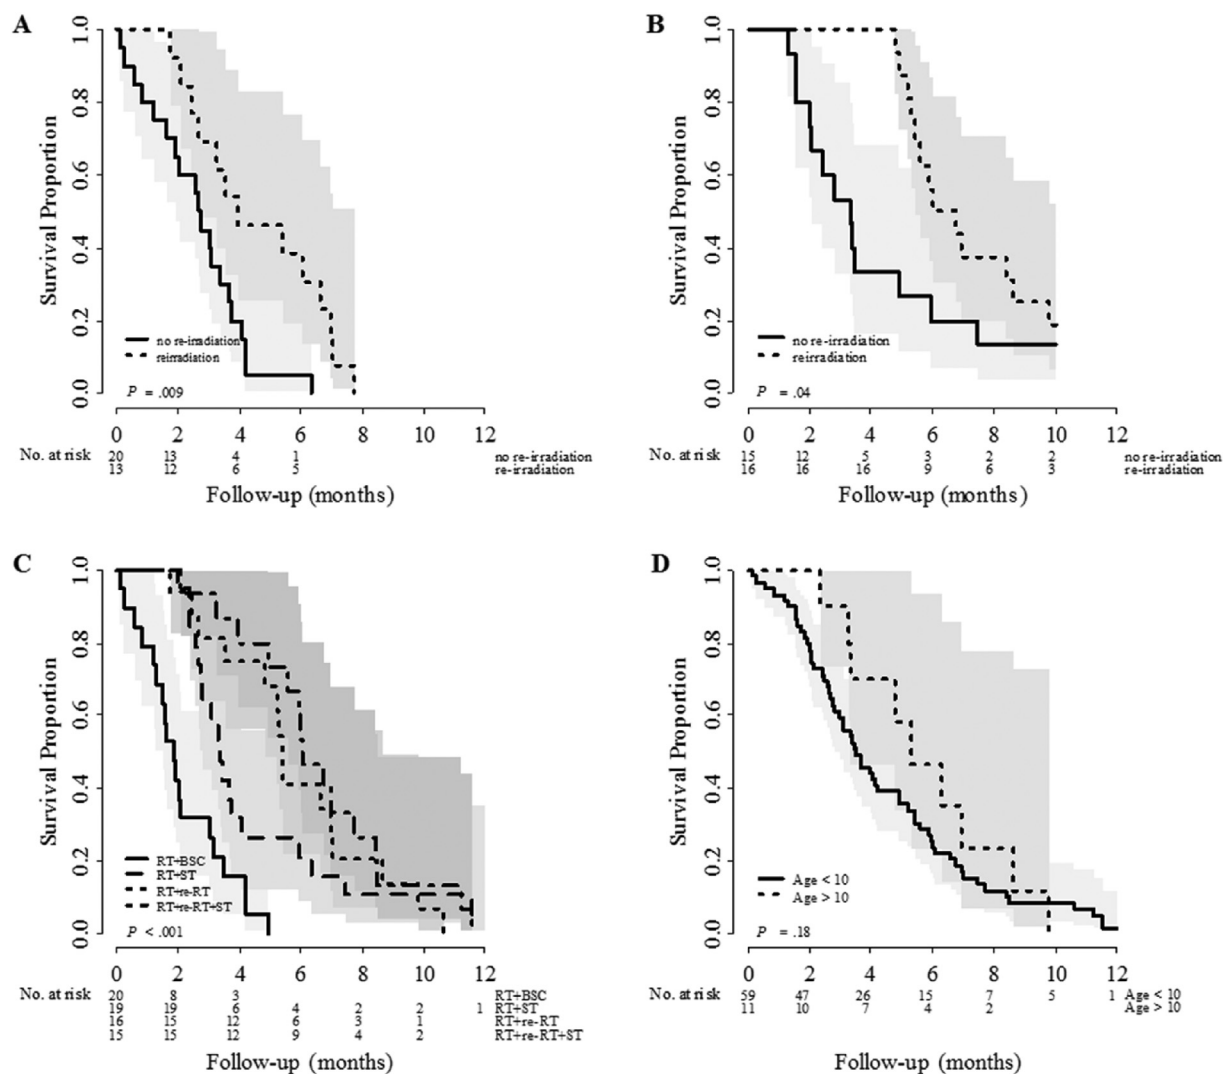 A
Survival Proportion
1.0
0.8
0.6
0.4
0.2
0.0
no re-irradiation
reirradiation
P = .009
0 2 4 6 8 10 12
No. at risk
20 13 4 1 no re-irradiation
13 12 6 5 re-irradiation
Follow-up (months)
B
Survival Proportion
1.0
0.8
0.6
0.4
0.2
0.0
no re-irradiation
reirradiation
P = .04
0 2 4 6 8 10 12
No. at risk
15 12 5 3 2 2 no re-irradiation
16 16 16 9 6 3 re-irradiation
Follow-up (months)
C
Survival Proportion
1.0
0.8
0.6
0.4
0.2
0.0
RT+BSC
RT+ST
RT+re-RT
RT+re-RT+ST
P < .001
0 2 4 6 8 10 12
No. at risk
20 8 3 RT+BSC
19 19 6 4 2 2 1 RT+ST
16 15 12 6 3 1 RT+re-RT
15 15 12 9 4 2 RT+re-RT+ST
Follow-up (months)
D
Survival Proportion
1.0
0.8
0.6
0.4
0.2
0.0
Age < 10
Age > 10
P = .18
0 2 4 6 8 10 12
No. at risk
59 47 26 15 7 5 1 Age < 10
11 10 7 4 2 Age > 10
Follow-up (months)